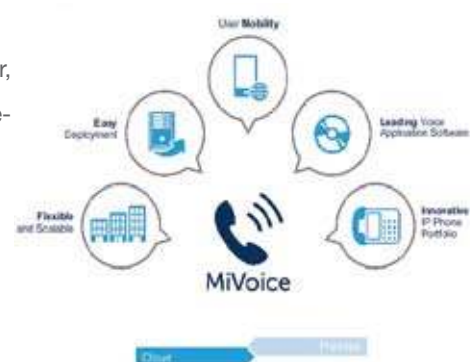 User Mobility
r,
e-
Easy
Deployment
Leading Voice
Application Software
Flexible
and Scalable
Innovative
IP Phone
Portfolio
MiVoice
Premise
Cloud